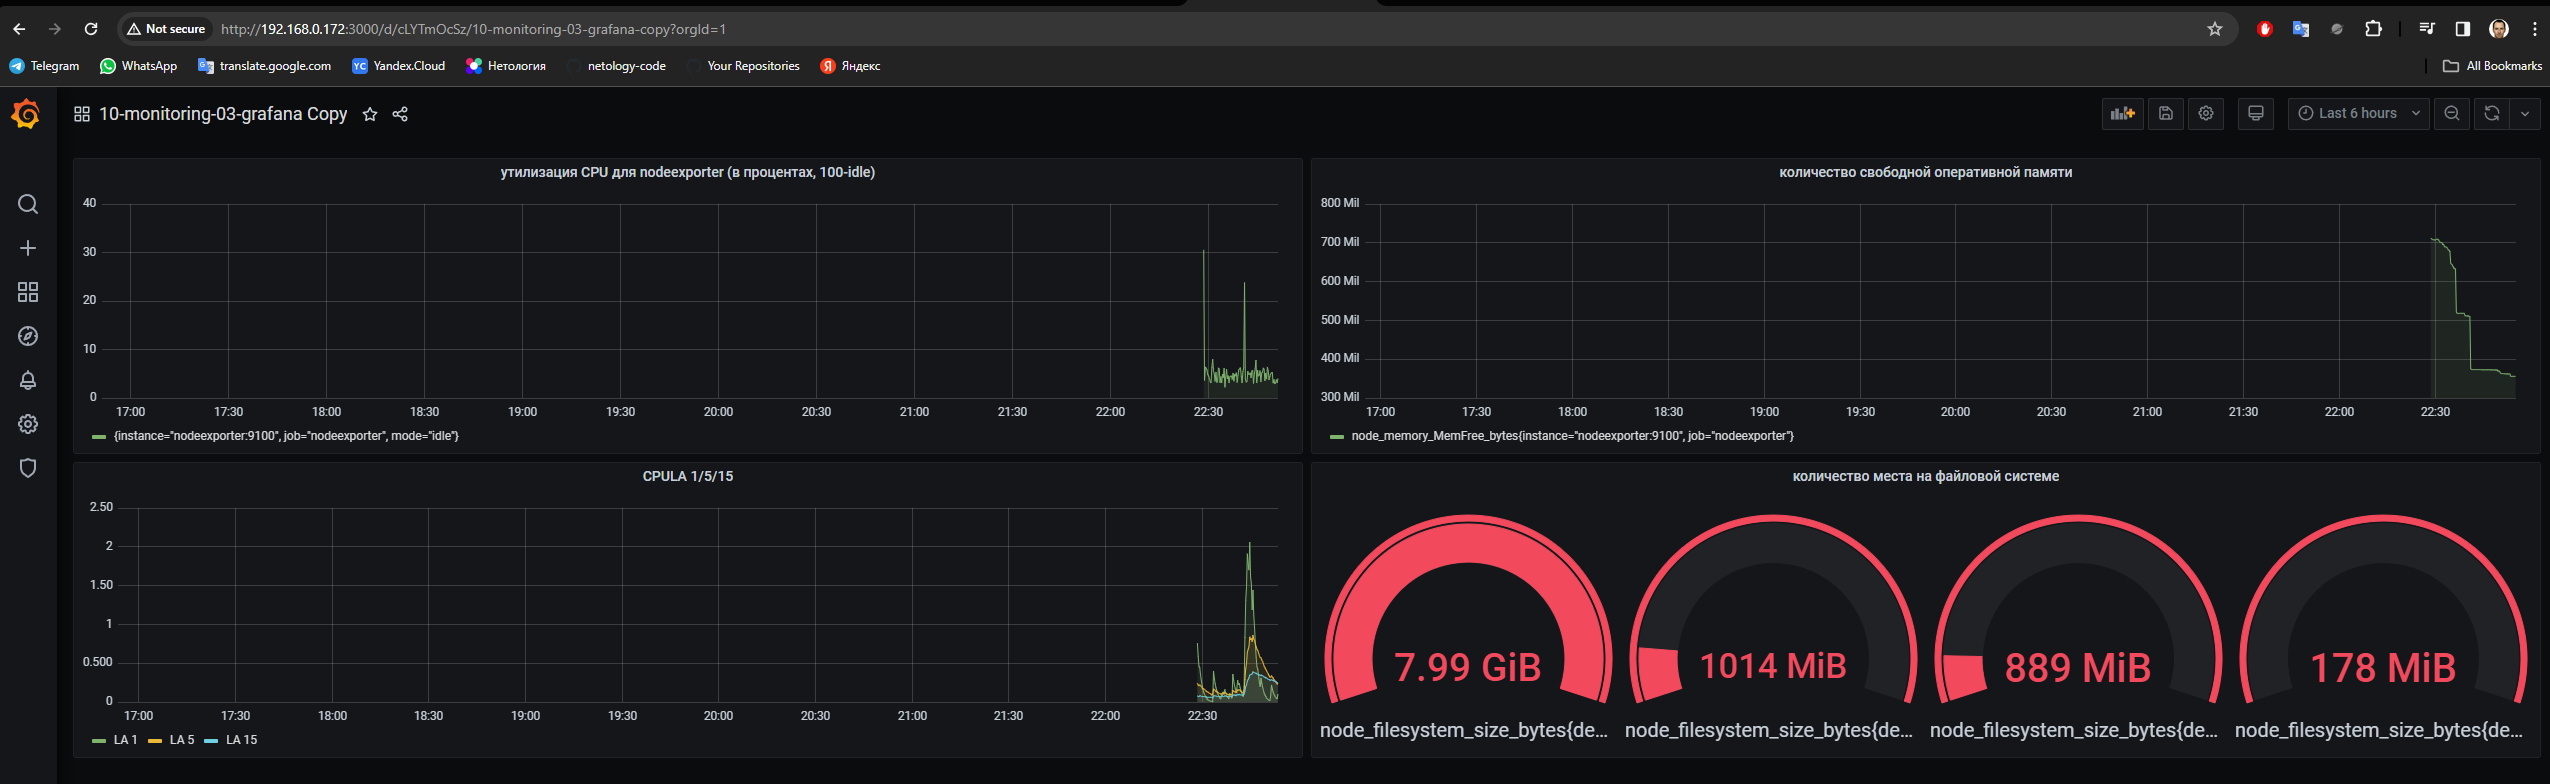 Not secure http://192.168.0.172:3000/d/cLYTmOcSz/10-monitoring-03-grafana-copy?orgId=1
Telegram WhatsApp translate.google.com YC Yandex.Cloud Нетология netology-code Your Repositories Я Яндекс All Bookmarks
10-monitoring-03-grafana Copy Last 6 hours
утилизация CPU для nodeexporter (в процентах, 100-idle)
40
30
20
10
0
17:00 17:30 18:00 18:30 19:00 19:30 20:00 20:30 21:00 21:30 22:00 22:30
{instance="nodeexporter:9100", job="nodeexporter", mode="idle"}
количество свободной оперативной памяти
800 Mil
700 Mil
600 Mil
500 Mil
400 Mil
300 Mil
17:00 17:30 18:00 18:30 19:00 19:30 20:00 20:30 21:00 21:30 22:00 22:30
node_memory_MemFree_bytes{instance="nodeexporter:9100", job="nodeexporter"}
CPULA 1/5/15
2.50
2
1.50
1
0.500
0
17:00 17:30 18:00 18:30 19:00 19:30 20:00 20:30 21:00 21:30 22:00 22:30
LA 1 LA 5 LA 15
количество места на файловой системе
7.99 GiB 1014 MiB 889 MiB 178 MiB
node_filesystem_size_bytes{de... node_filesystem_size_bytes{de... node_filesystem_size_bytes{de... node_filesystem_size_bytes{de...